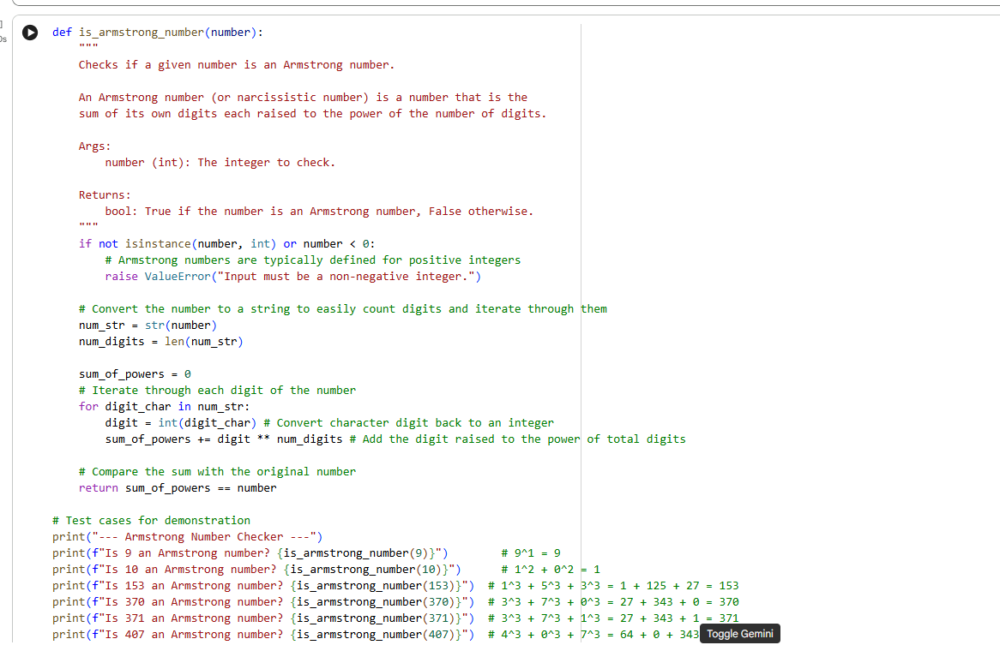 def is_armstrong_number(number):
"""
Checks if a given number is an Armstrong number.
An Armstrong number (or narcissistic number) is a number that is the
sum of its own digits each raised to the power of the number of digits.
Args:
number (int): The integer to check.
Returns:
bool: True if the number is an Armstrong number, False otherwise.
"""
if not isinstance(number, int) or number < 0:
# Armstrong numbers are typically defined for positive integers
raise ValueError("Input must be a non-negative integer.")
# Convert the number to a string to easily count digits and iterate through them
num_str = str(number)
num_digits = len(num_str)
sum_of_powers = 0
# Iterate through each digit of the number
for digit_char in num_str:
digit = int(digit_char) # Convert character digit back to an integer
sum_of_powers += digit ** num_digits # Add the digit raised to the power of total digits
# Compare the sum with the original number
return sum_of_powers == number
# Test cases for demonstration
print("--- Armstrong Number Checker ---")
print(f"Is 9 an Armstrong number? {is_armstrong_number(9)}") # 9^1 = 9
print(f"Is 10 an Armstrong number? {is_armstrong_number(10)}") # 1^2 + 0^2 = 1
print(f"Is 153 an Armstrong number? {is_armstrong_number(153)}") # 1^3 + 5^3 + 3^3 = 1 + 125 + 27 = 153
print(f"Is 370 an Armstrong number? {is_armstrong_number(370)}") # 3^3 + 7^3 + 0^3 = 27 + 343 + 0 = 370
print(f"Is 371 an Armstrong number? {is_armstrong_number(371)}") # 3^3 + 7^3 + 1^3 = 27 + 343 + 1 = 371
print(f"Is 407 an Armstrong number? {is_armstrong_number(407)}") # 4^3 + 0^3 + 7^3 = 64 + 0 + 343
Toggle Gemini